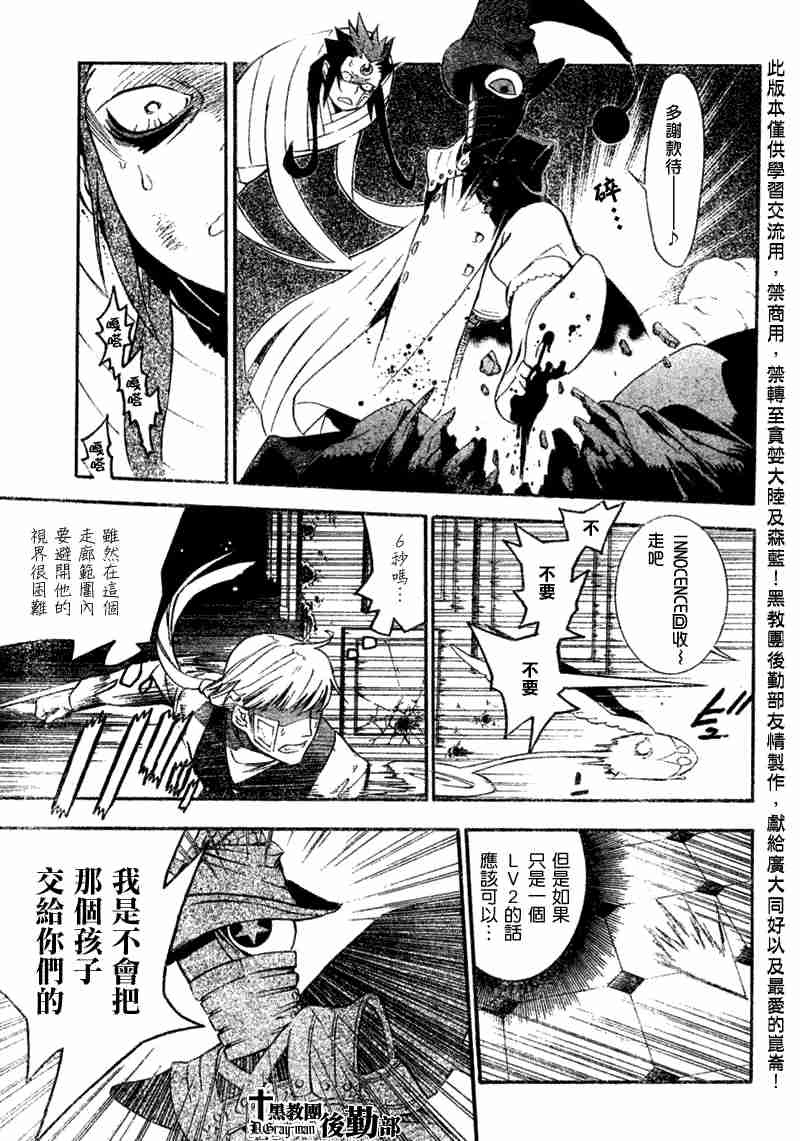 多謝款待——♪
碎…
嘎嗒
嘎嗒
嘎嗒
INNOCENCE回收~
走吧
不
不要
不要
ビュ
6秒嗎…
雖然在這個
走廊範圍內
要避開他的
視界很困難
但是如果
只是一個
LV2的話
應該可以…
我是不會把
那個孩子
交給你們的
此版本僅供學習交流用，禁商用，禁轉至貪婪大陸及森藍！黑教團後勤部友情製作，獻給廣大同好以及最愛的崑崙！
黑教團
D.Gray-man
後勤部